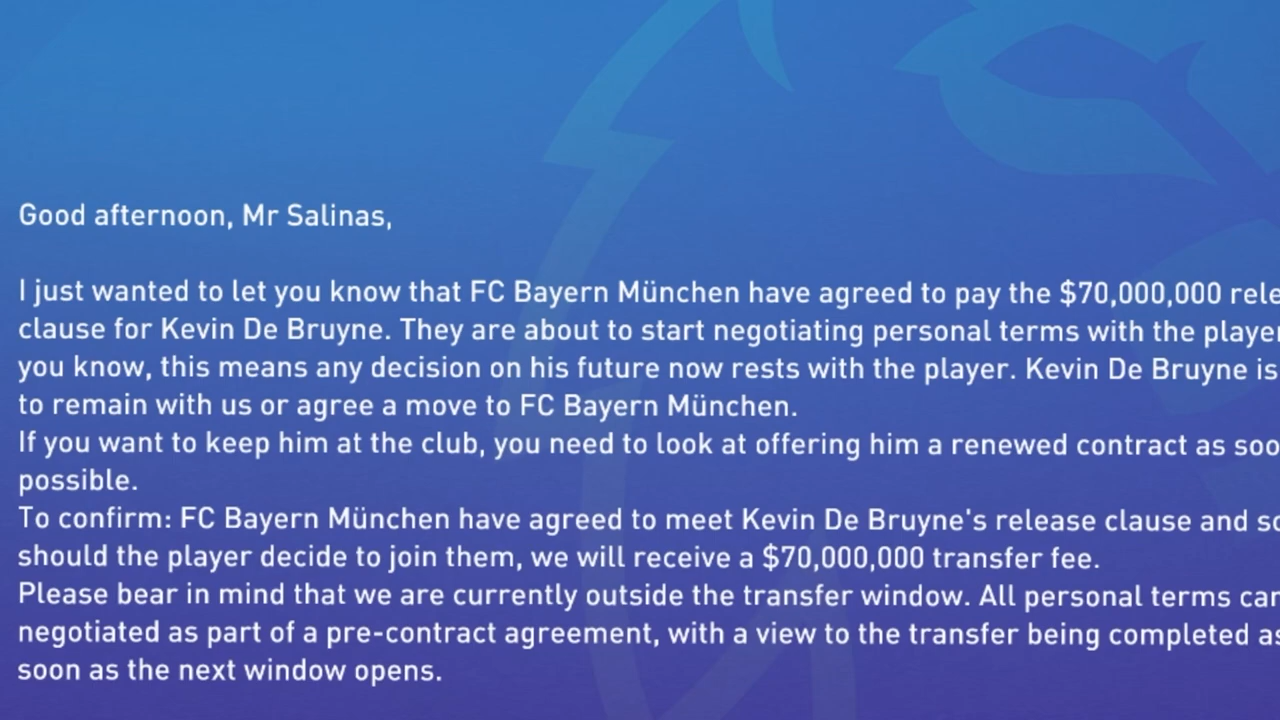 Good afternoon, Mr Salinas,
I just wanted to let you know that FC Bayern München have agreed to pay the $70,000,000 rele
clause for Kevin De Bruyne. They are about to start negotiating personal terms with the player
you know, this means any decision on his future now rests with the player. Kevin De Bruyne is
to remain with us or agree a move to FC Bayern München.
If you want to keep him at the club, you need to look at offering him a renewed contract as soo
possible.
To confirm: FC Bayern München have agreed to meet Kevin De Bruyne's release clause and so
should the player decide to join them, we will receive a $70,000,000 transfer fee.
Please bear in mind that we are currently outside the transfer window. All personal terms can
negotiated as part of a pre-contract agreement, with a view to the transfer being completed as
soon as the next window opens.